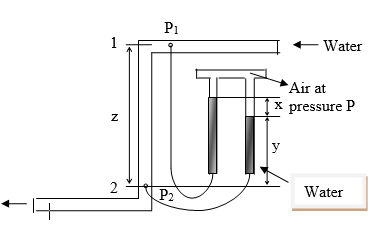 P1
1
Water
Air at
pressure P
x
z
y
2
P2
Water